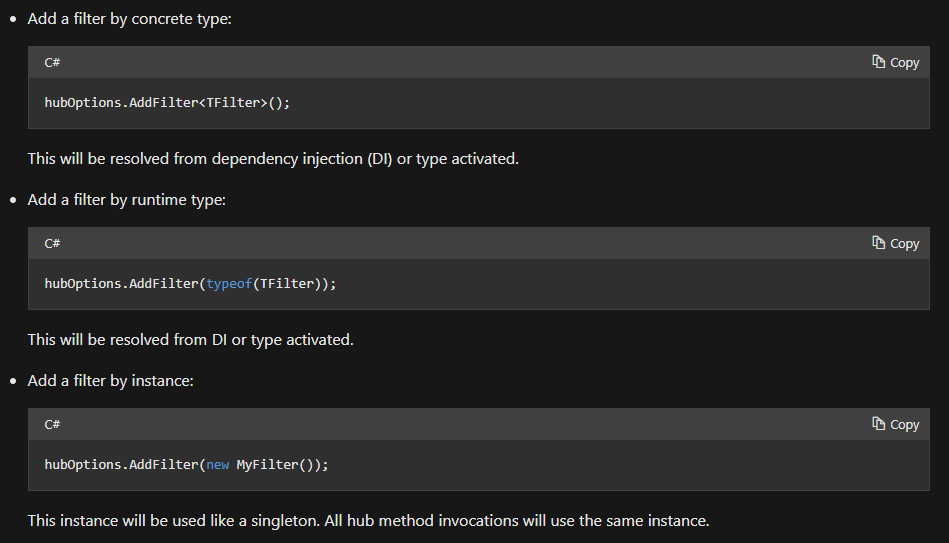 Add a filter by concrete type:
C#
Copy
hubOptions.AddFilter<TFilter>();
This will be resolved from dependency injection (DI) or type activated.
Add a filter by runtime type:
C#
Copy
hubOptions.AddFilter(typeof(TFilter));
This will be resolved from DI or type activated.
Add a filter by instance:
C#
Copy
hubOptions.AddFilter(new MyFilter());
This instance will be used like a singleton. All hub method invocations will use the same instance.